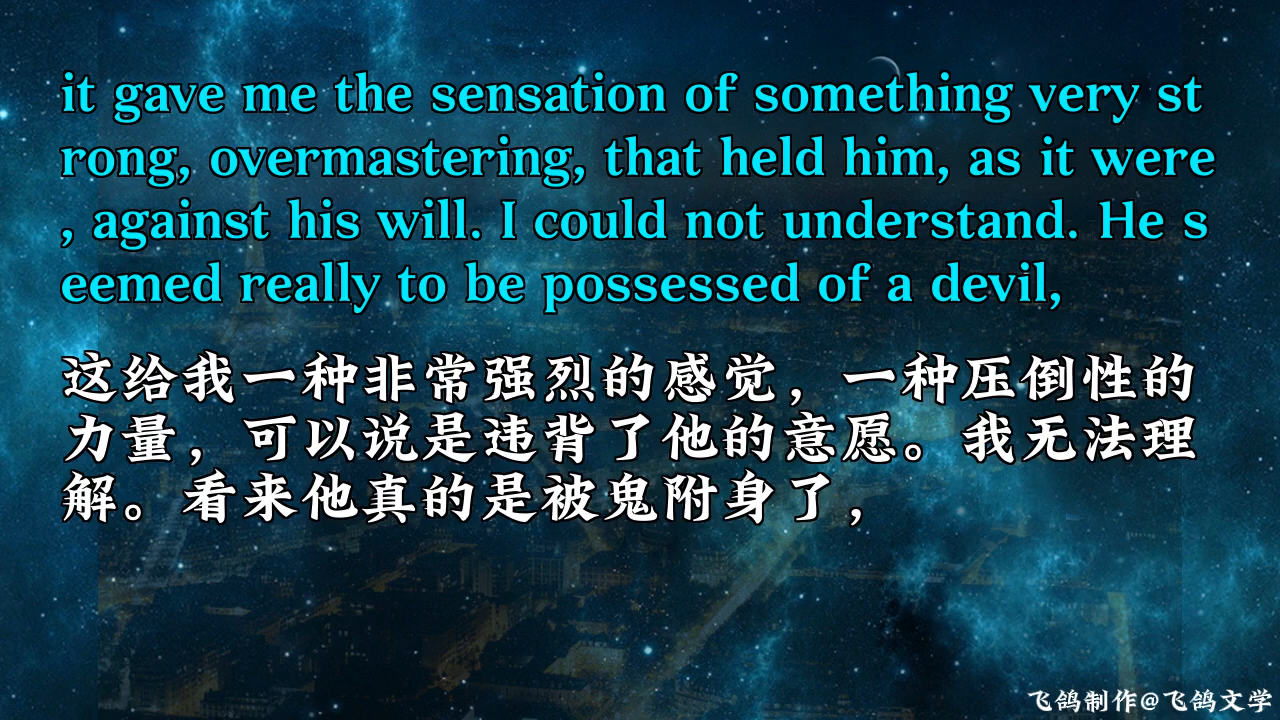 it gave me the sensation of something very st
rong, overmastering, that held him, as it were
, against his will. I could not understand. He s
eemed really to be possessed of a devil,
这给我一种非常强烈的感觉，一种压倒性的
力量，可以说是违背了他的意愿。我无法理
解。看来他真的是被鬼附身了，
飞鸽制作@飞鸽文学